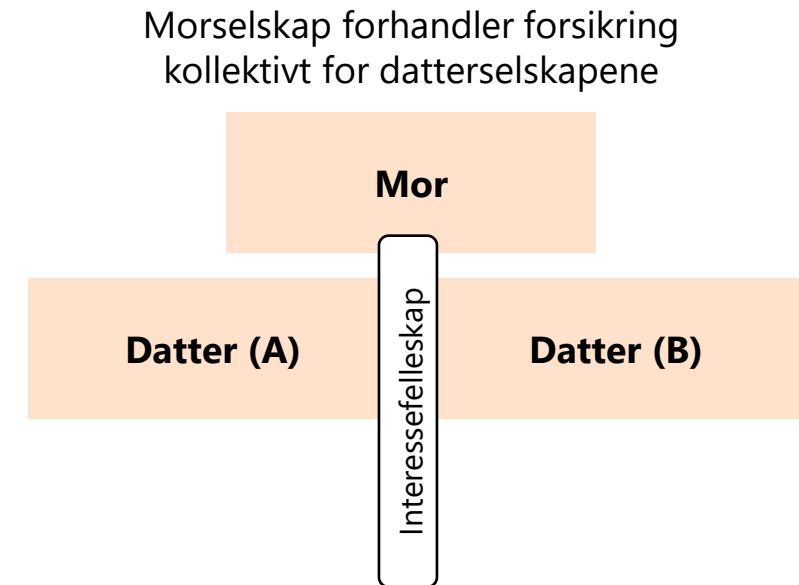 Morselskap forhandler forsikring
kollektivt for datterselskapene
Mor
Datter (A)
Interessefelleskap
Datter (B)